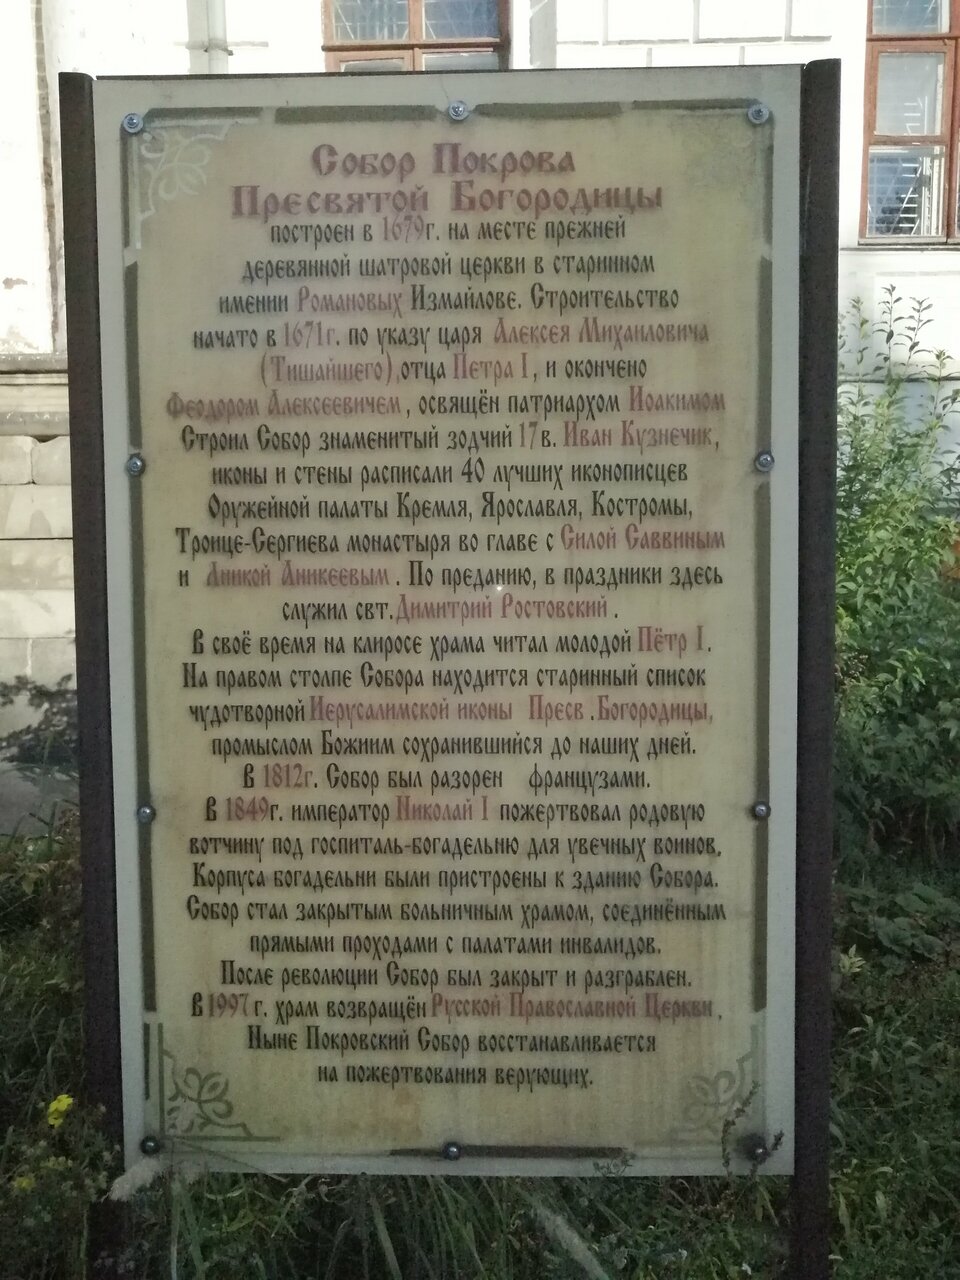 Собор Покрова
Пресвятой Богородицы
построен в 1679г. на месте прежней
деревянной шатровой церкви в старинном
имении Романовых Измайлове. Строительство
начато в 1671г. по указу царя Алексея Михаиловича
(Тишайшего),отца Петра I, и окончено
Феодором Алексеевичем, освящён патриархом Иоакимом
Строил Собор знаменитый зодчий 17в. Иван Кузнечик,
иконы и стены расписали 40 лучших иконописцев
Оружейной палаты Кремля, Ярославля, Костромы,
Троице-Сергиева монастыря во главе с Силой Саввиным
и Аникой Аникеевым. По преданию, в праздники здесь
служил свт.Димитрий Ростовский.
В своё время на клиросе храма читал молодой Пётр I.
На правом столпе Собора находится старинный список
чудотворной Иерусалимской иконы Пресв.Богородицы,
промыслом Божиим сохранившийся до наших дней.
В 1812г. Собор был разорен французами.
В 1849г. император Николай I пожертвовал родовую
вотчину под госпиталь-богадельню для увечных воинов.
Корпуса богадельни были пристроены к зданию Собора.
Собор стал закрытым больничным храмом, соединённым
прямыми проходами с палатами инвалидов.
После революции Собор был закрыт и разграблен.
В 1997г. храм возвращён Русской Православной Церкви,
Ныне Покровский Собор восстанавливается
на пожертвования верующих.